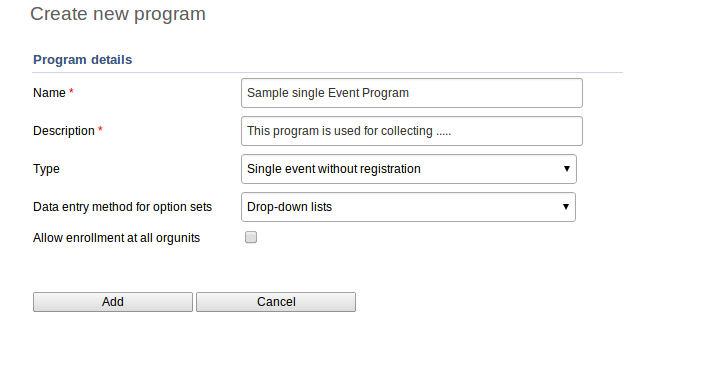 Create new program
Program details
Name * Sample single Event Program
Description * This program is used for collecting .....
Type Single event without registration
Data entry method for option sets Drop-down lists
Allow enrollment at all orgunits
Add Cancel